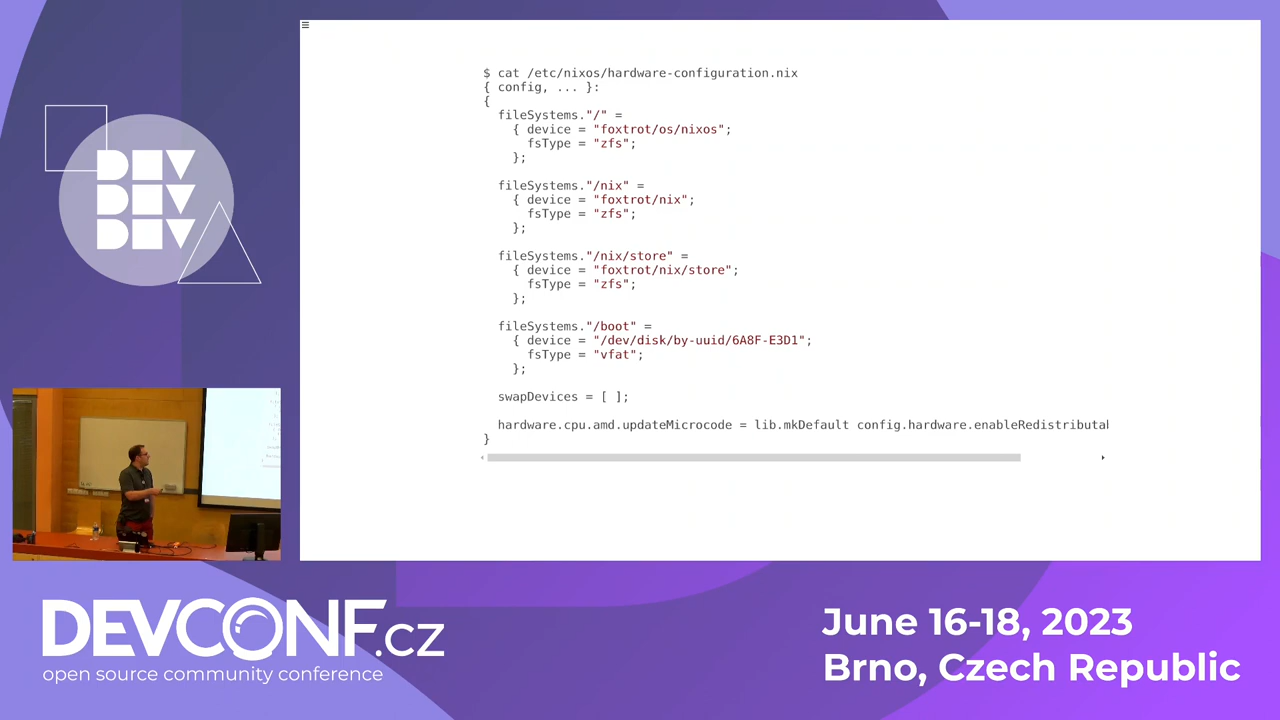 ☰
$ cat /etc/nixos/hardware-configuration.nix
{ config, ... }:
{
  fileSystems."/" =
    { device = "foxtrot/os/nixos";
      fsType = "zfs";
    };

  fileSystems."/nix" =
    { device = "foxtrot/nix";
      fsType = "zfs";
    };

  fileSystems."/nix/store" =
    { device = "foxtrot/nix/store";
      fsType = "zfs";
    };

  fileSystems."/boot" =
    { device = "/dev/disk/by-uuid/6A8F-E3D1";
      fsType = "vfat";
    };

  swapDevices = [ ];

  hardware.cpu.amd.updateMicrocode = lib.mkDefault config.hardware.enableRedistributa
}
DEV
DEV
DEV
DEVCONF.cz
open source community conference
June 16-18, 2023
Brno, Czech Republic